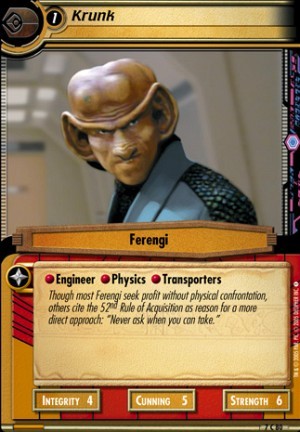 1 Krunk
Ferengi
Engineer Physics Transporters
Though most Ferengi seek profit without physical confrontation,
others cite the 52nd Rule of Acquisition as reason for a more
direct approach: "Never ask when you can take."
INTEGRITY 4 CUNNING 5 STRENGTH 6